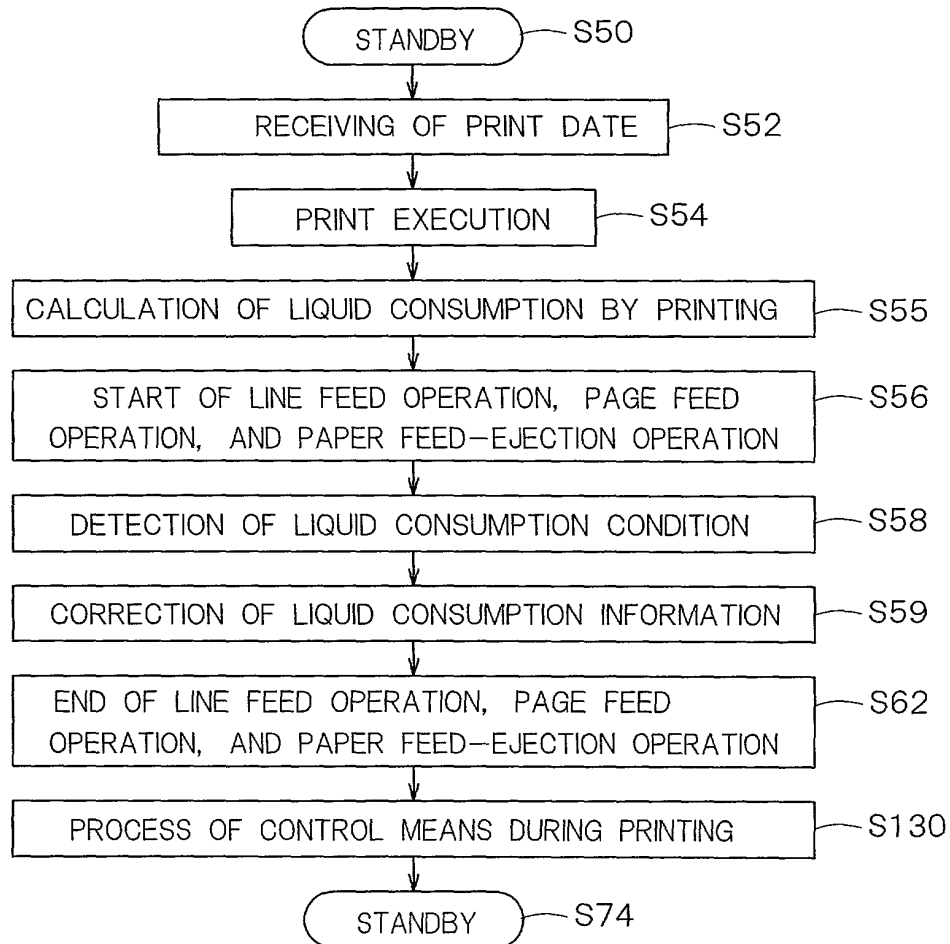 STANDBY S50
RECEIVING OF PRINT DATE S52
PRINT EXECUTION S54
CALCULATION OF LIQUID CONSUMPTION BY PRINTING S55
START OF LINE FEED OPERATION, PAGE FEED S56
OPERATION, AND PAPER FEED-EJECTION OPERATION
DETECTION OF LIQUID CONSUMPTION CONDITION S58
CORRECTION OF LIQUID CONSUMPTION INFORMATION S59
END OF LINE FEED OPERATION, PAGE FEED S62
OPERATION, AND PAPER FEED-EJECTION OPERATION
PROCESS OF CONTROL MEANS DURING PRINTING S130
STANDBY S74